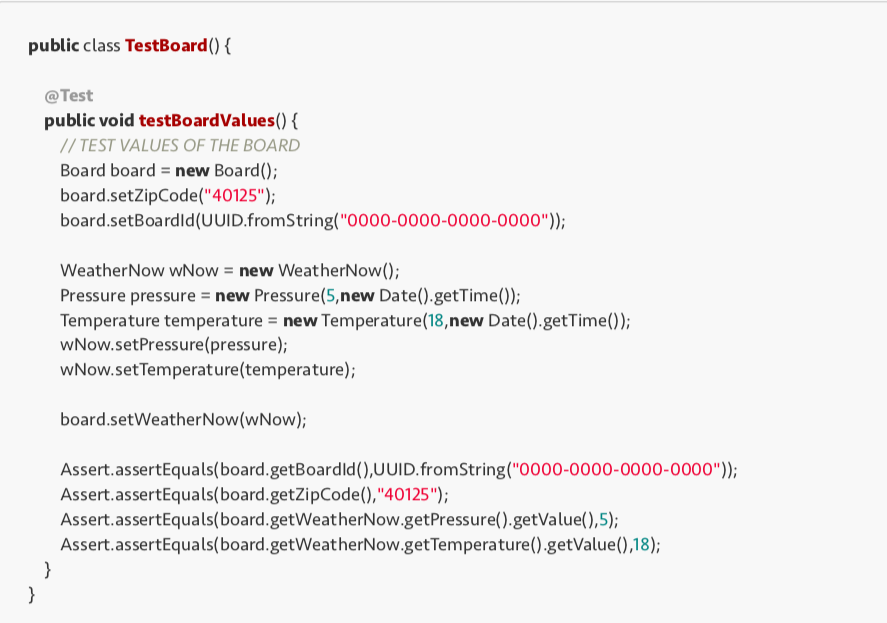 public class TestBoard() {
@Test
public void testBoardValues() {
// TEST VALUES OF THE BOARD
Board board = new Board();
board.setZipCode("40125");
board.setBoardId(UUID.fromString("0000-0000-0000-0000"));
WeatherNow wNow = new WeatherNow();
Pressure pressure = new Pressure(5,new Date().getTime());
Temperature temperature = new Temperature(18,new Date().getTime());
wNow.setPressure(pressure);
wNow.setTemperature(temperature);
board.setWeatherNow(wNow);
Assert.assertEquals(board.getBoardId(),UUID.fromString("0000-0000-0000-0000"));
Assert.assertEquals(board.getZipCode(),"40125");
Assert.assertEquals(board.getWeatherNow.getPressure().getValue(),5);
Assert.assertEquals(board.getWeatherNow.getTemperature().getValue(),18);
}
}